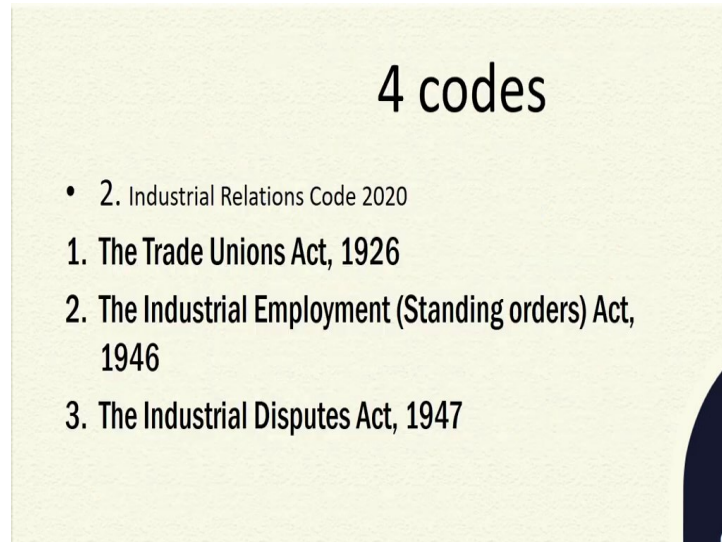 4 codes
• 2. Industrial Relations Code 2020
1. The Trade Unions Act, 1926
2. The Industrial Employment (Standing orders) Act,
1946
3. The Industrial Disputes Act, 1947